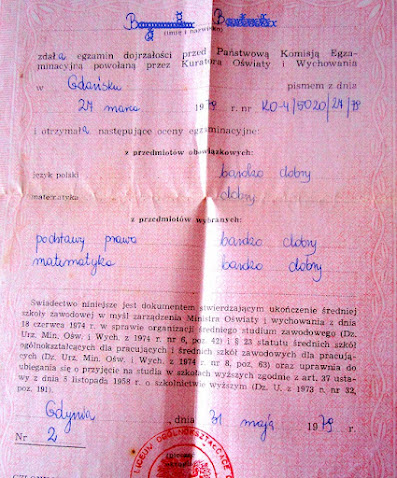 (imię i nazwisko)
zdała egzamin dojrzałości przed Państwową Komisją Egza-
minacyjną powołaną przez Kuratora Oświaty i Wychowania
w Gdańsku pismem z dnia
27 marca 1979 r. nr KO-4/5020/27/79
i otrzymała następujące oceny egzaminacyjne:
z przedmiotów obowiązkowych:
język polski bardzo dobry
matematyka dobry
z przedmiotów wybranych:
podstawy prawa bardzo dobry
matematyka bardzo dobry
Świadectwo niniejsze jest dokumentem stwierdzającym ukończenie średniej
szkoły zawodowej w myśl zarządzenia Ministra Oświaty i Wychowania z dnia
18 czerwca 1974 r. w sprawie organizacji średniego studium zawodowego (Dz.
Urz. Min. Ośw. i Wych. z 1974 r. nr 6, poz. 42) i § 23 statutu średnich szkół
ogólnokształcących dla pracujących i średnich szkół zawodowych dla pracują-
cych (Dz. Urz. Min. Ośw. i Wych. z 1974 r. nr 8, poz. 63) oraz uprawnia do
ubiegania się o przyjęcie na studia w szkołach wyższych zgodnie z art. 37 usta-
wy z dnia 5 listopada 1958 r. o szkolnictwie wyższym (Dz. U. z 1973 r. nr 32,
poz. 191).
Gdynia, dnia 31 maja 1979 r.
Nr 2
LICEUM OGÓLNOKSZTAŁCĄCE